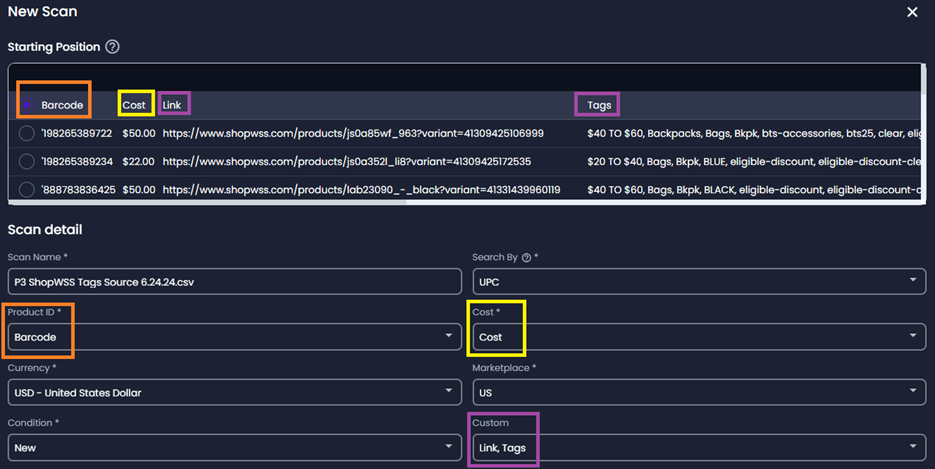 New Scan
Starting Position
Barcode Cost Link Tags
'198265389722 $50.00 https://www.shopwss.com/products/js0a85wf_963?variant=41309425106999 $40 TO $60, Backpacks, Bags, Bkpk, bts-accessories, bts25, clear, elig
'198265389234 $22.00 https://www.shopwss.com/products/js0a352l_li8?variant=41309425172535 $20 TO $40, Bags, Bkpk, BLUE, eligible-discount, eligible-discount-cle
'888783836425 $50.00 https://www.shopwss.com/products/lab23090_-_black?variant=41331439960119 $40 TO $60, Bags, Bkpk, BLACK, eligible-discount, eligible-discount-c
Scan detail
Scan Name * Search By *
P3 ShopWSS Tags Source 6.24.24.csv UPC
Product ID * Cost *
Barcode Cost
Currency * Marketplace *
USD - United States Dollar US
Condition * Custom
New Link, Tags